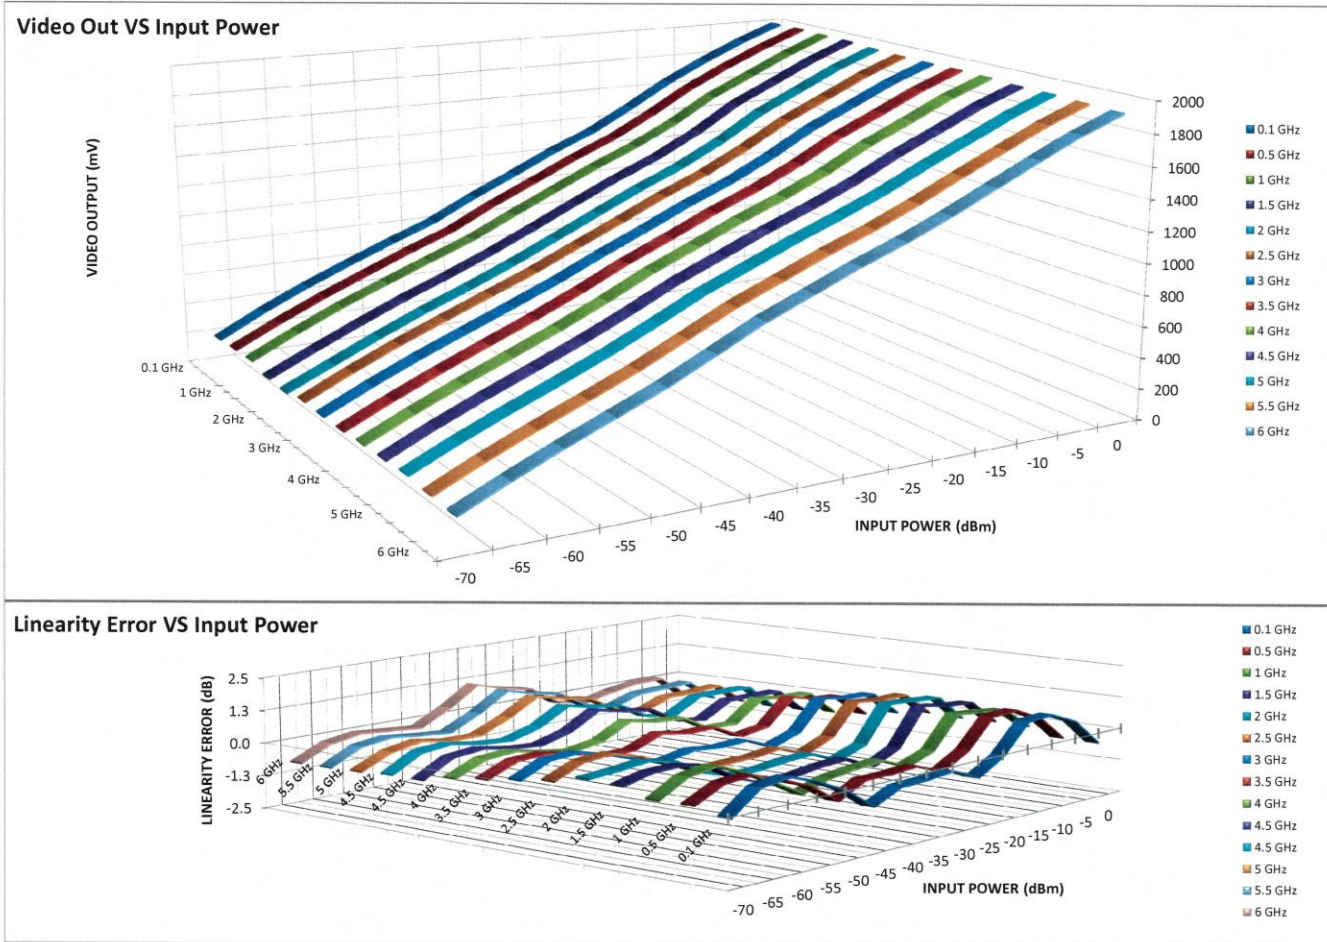 Video Out VS Input Power
VIDEO OUTPUT (mV)
2000
1800
1600
1400
1200
1000
800
600
400
200
0
0.1 GHz
1 GHz
2 GHz
3 GHz
4 GHz
5 GHz
6 GHz
-70
-65
-60
-55
-50
-45
-40
-35
-30
-25
-20
-15
-10
-5
0
INPUT POWER (dBm)
0.1 GHz
0.5 GHz
1 GHz
1.5 GHz
2 GHz
2.5 GHz
3 GHz
3.5 GHz
4 GHz
4.5 GHz
5 GHz
5.5 GHz
6 GHz
Linearity Error VS Input Power
LINEARITY ERROR (dB)
2.5
1.3
0.0
-1.3
-2.5
6 GHz
5.5 GHz
5 GHz
4.5 GHz
4.5 GHz
4 GHz
3.5 GHz
3 GHz
2.5 GHz
2 GHz
1.5 GHz
1 GHz
0.5 GHz
0.1 GHz
-70
-65
-60
-55
-50
-45
-40
-35
-30
-25
-20
-15
-10
-5
0
INPUT POWER (dBm)
0.1 GHz
0.5 GHz
1 GHz
1.5 GHz
2 GHz
2.5 GHz
3 GHz
3.5 GHz
4 GHz
4.5 GHz
4.5 GHz
5 GHz
5.5 GHz
6 GHz